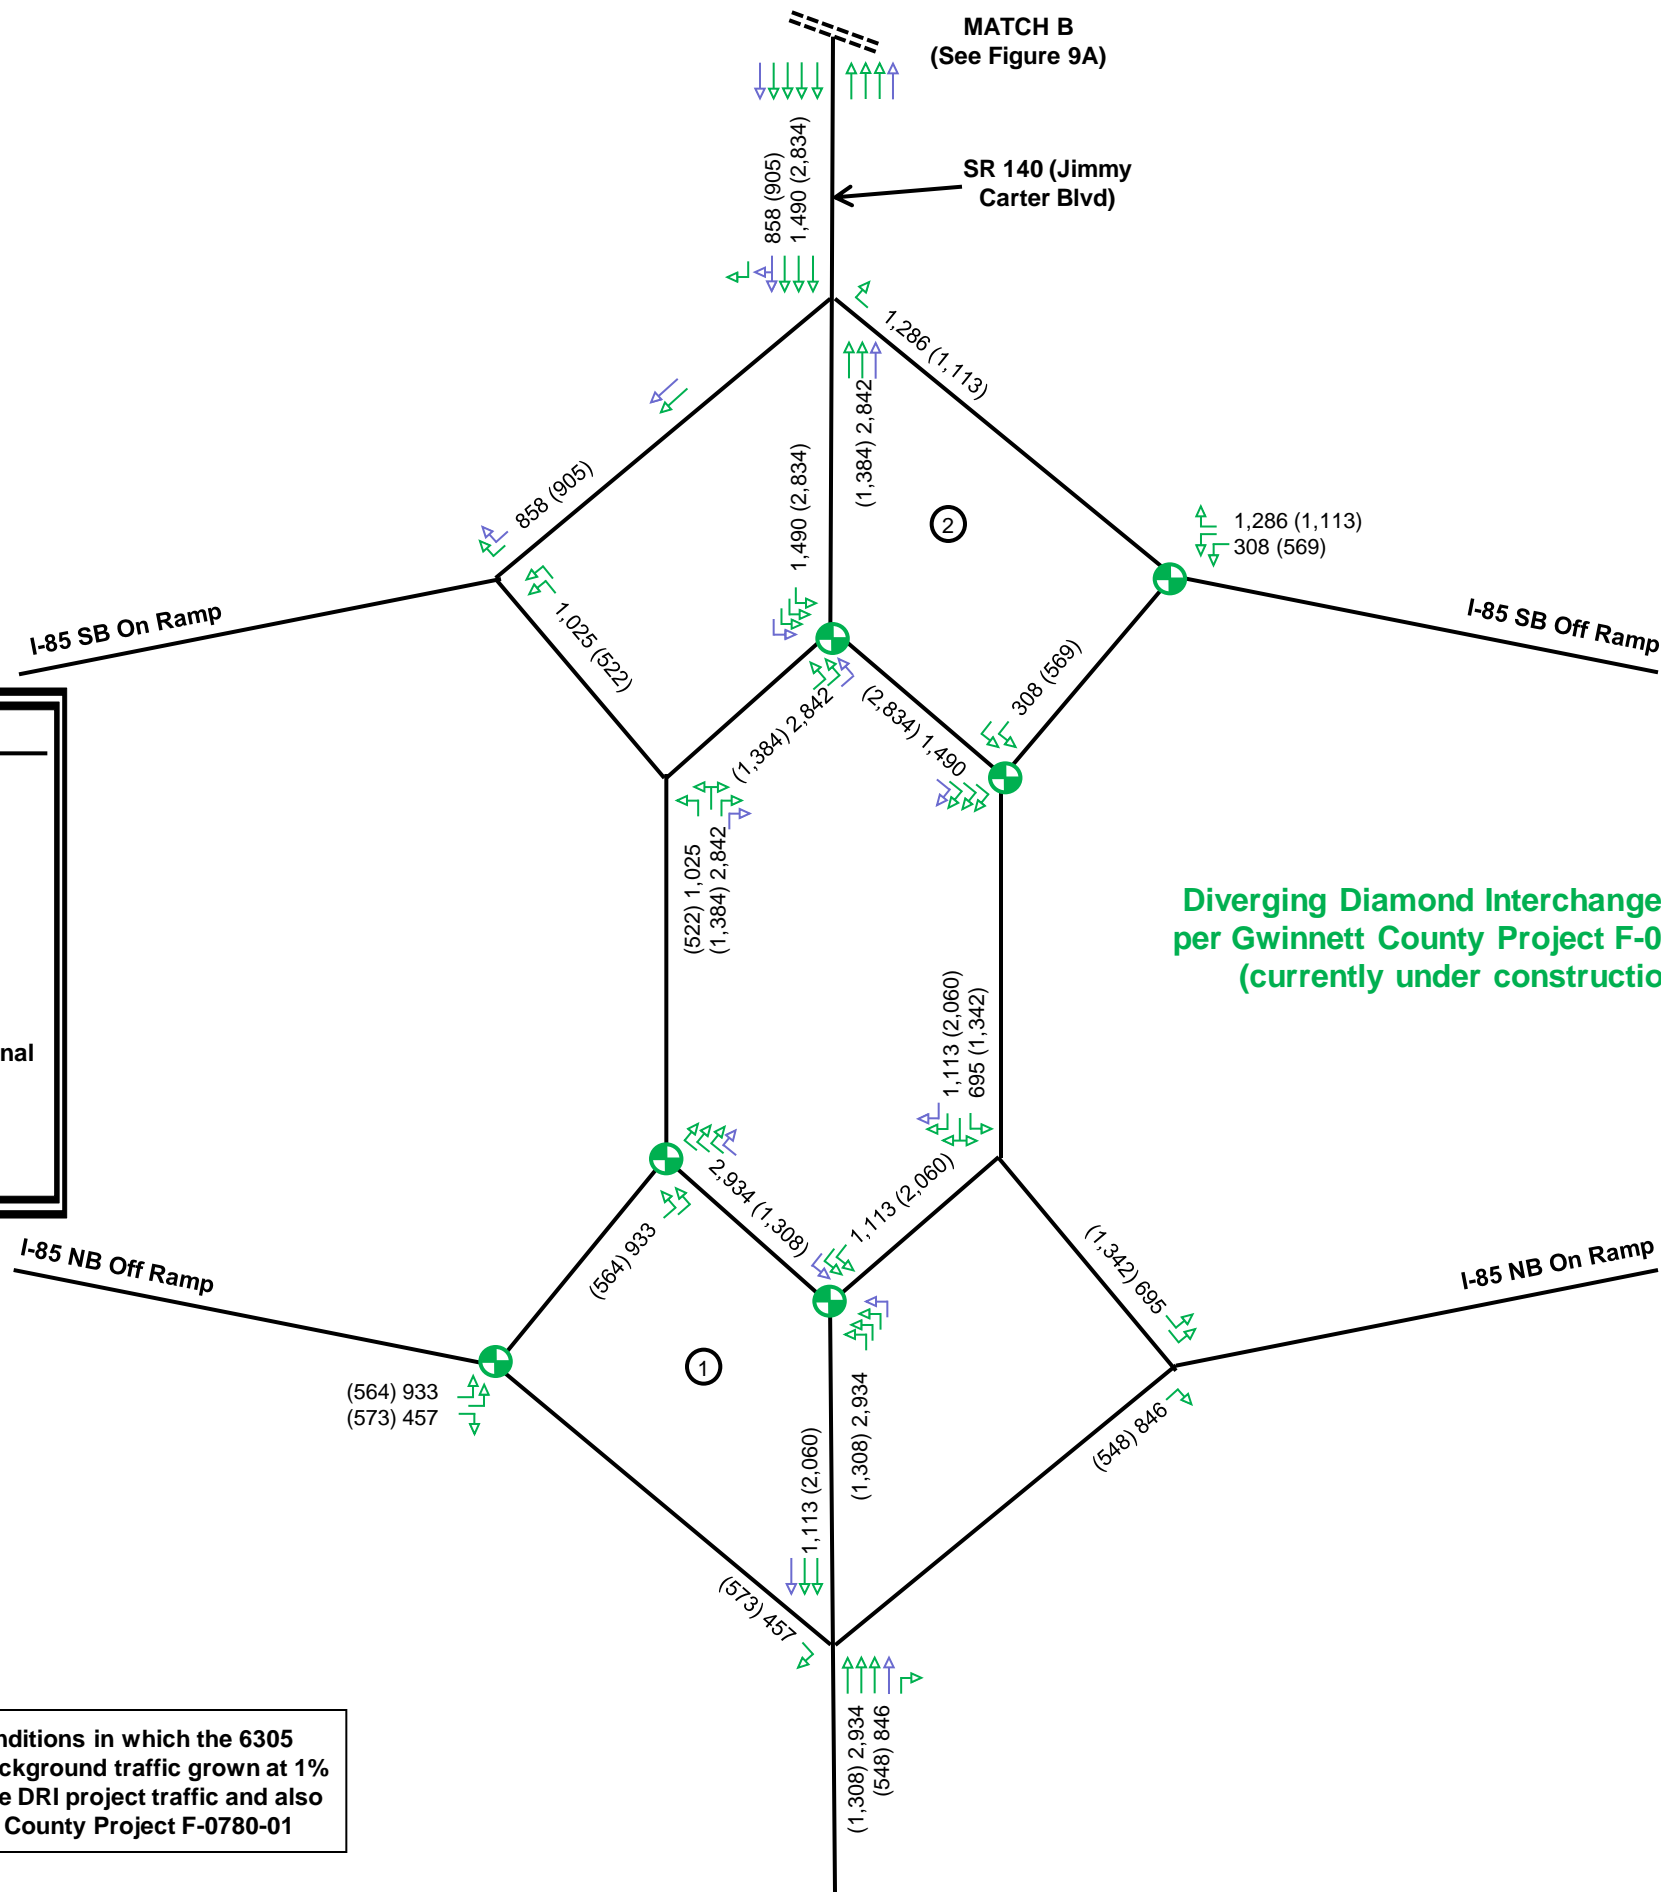 MATCH B
(See Figure 9A)
SR 140 (Jimmy
Carter Blvd)
858 (905)
1,490 (2,834)
1,286 (1,113)
(1,384) 2,842
858 (905)
1,490 (2,834)
2
1,286 (1,113)
308 (569)
I-85 SB On Ramp
I-85 SB Off Ramp
1,025 (522)
308 (569)
(1,384) 2,842
(2,834) 1,490
(522) 1,025
(1,384) 2,842
Diverging Diamond Interchange
per Gwinnett County Project F-0
(currently under constructio
1,113 (2,060)
695 (1,342)
nal
2,934 (1,308)
1,113 (2,060)
(564) 933
(1,342) 695
I-85 NB Off Ramp
I-85 NB On Ramp
1
(564) 933
(573) 457
(1,308) 2,934
1,113 (2,060)
(548) 846
(573) 457
(1,308) 2,934
(548) 846
nditions in which the 6305
ckground traffic grown at 1%
e DRI project traffic and also
County Project F-0780-01